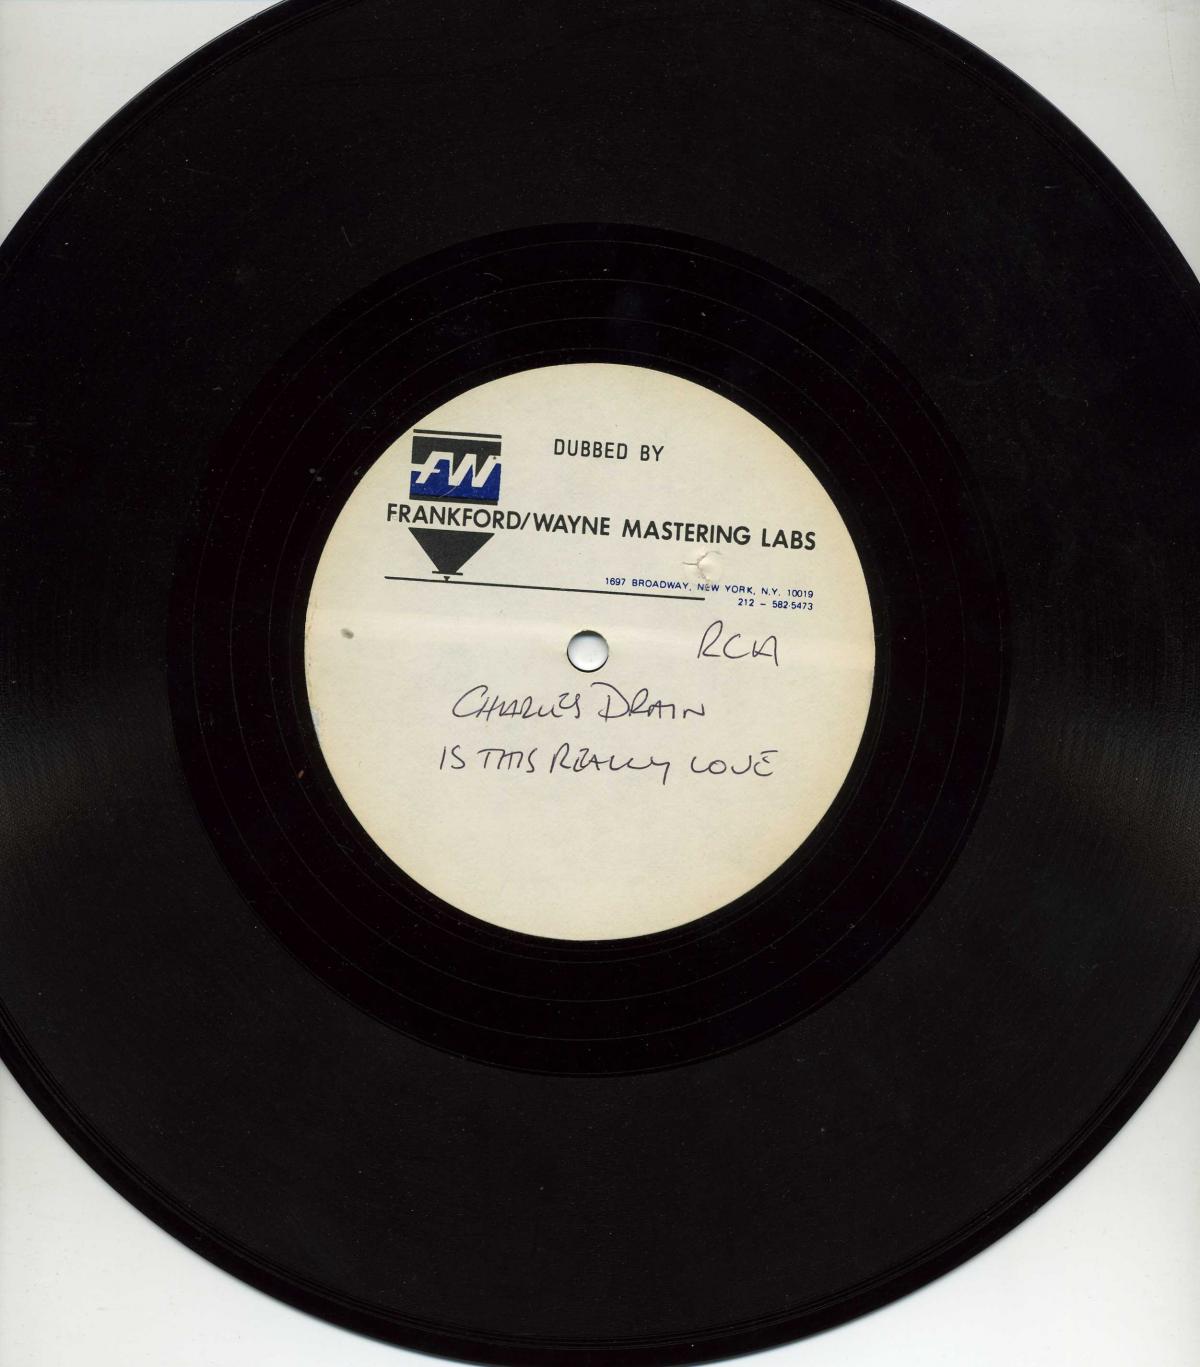 DUBBED BY
FW
FRANKFORD/WAYNE MASTERING LABS
1697 BROADWAY, NEW YORK, N.Y. 10019
212 - 582-5473
RCA
CHARLES DRAIN
IS THIS REALLY LOVE